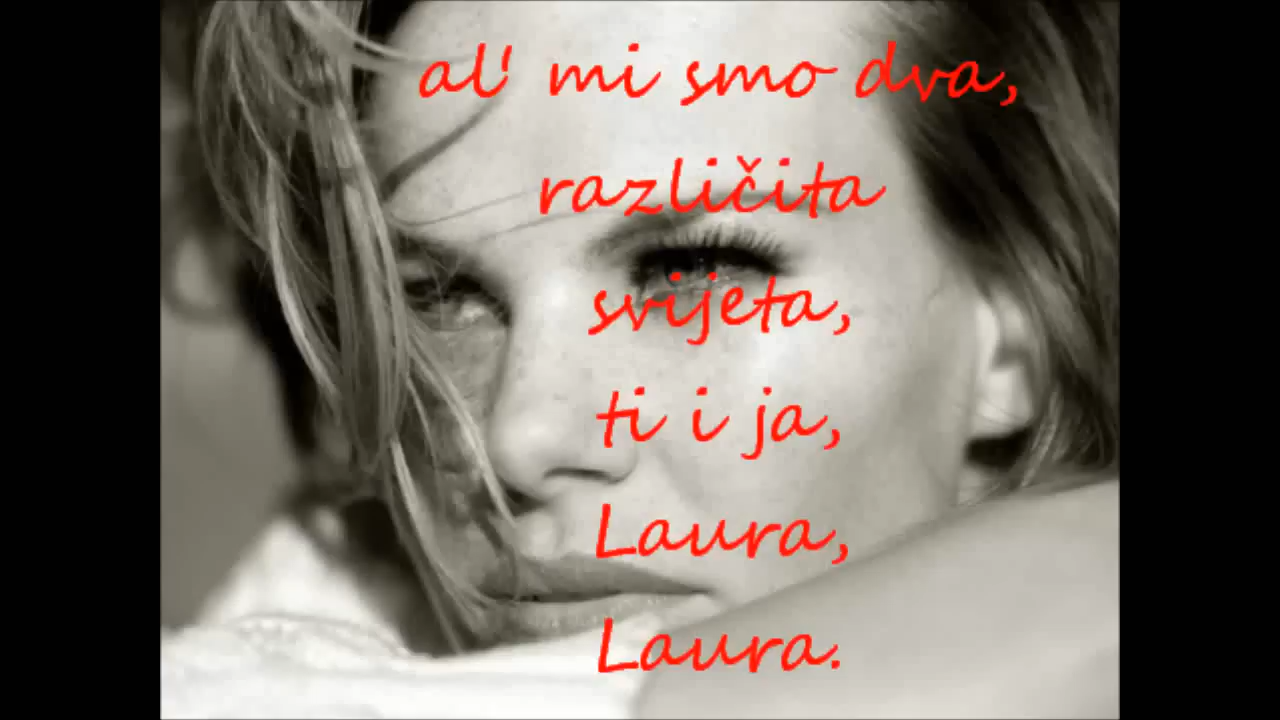 al' mi smo dva,
različita
svijeta,
ti i ja,
Laura,
Laura.